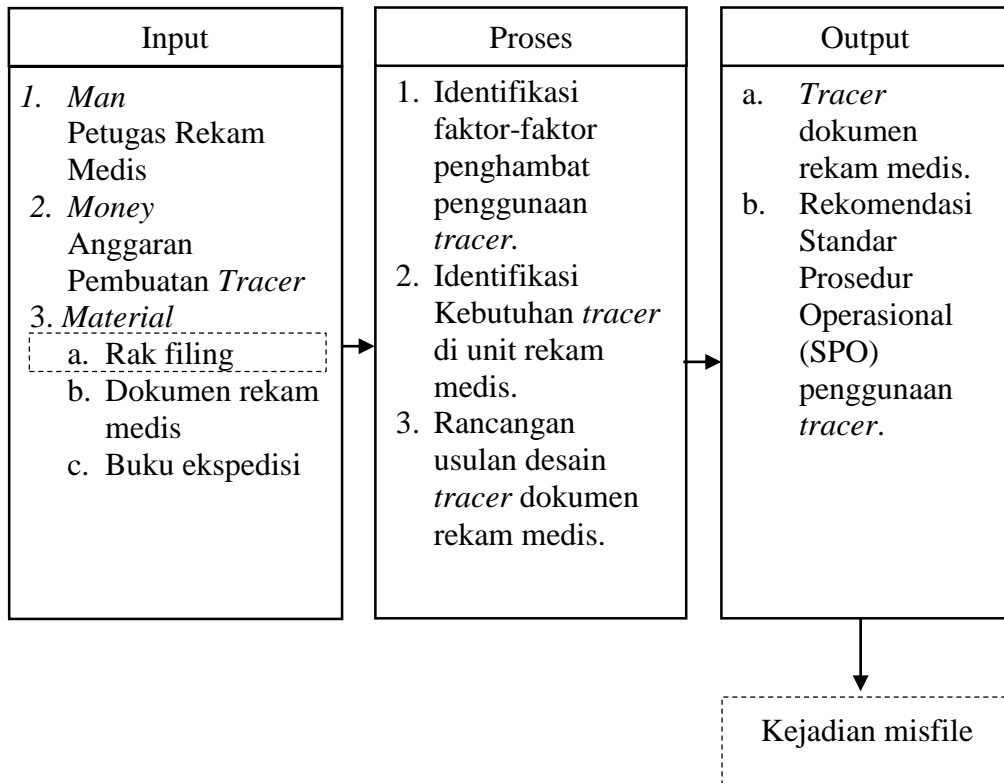 Input
1. Man
Petugas Rekam
Medis
2. Money
Anggaran
Pembuatan Tracer
3. Material
a. Rak filing
b. Dokumen rekam
medis
c. Buku ekspedisi
Proses
1. Identifikasi
faktor-faktor
penghambat
penggunaan
tracer.
2. Identifikasi
Kebutuhan tracer
di unit rekam
medis.
3. Rancangan
usulan desain
tracer dokumen
rekam medis.
Output
a. Tracer
dokumen
rekam medis.
b. Rekomendasi
Standar
Prosedur
Operasional
(SPO)
penggunaan
tracer.
Kejadian misfile